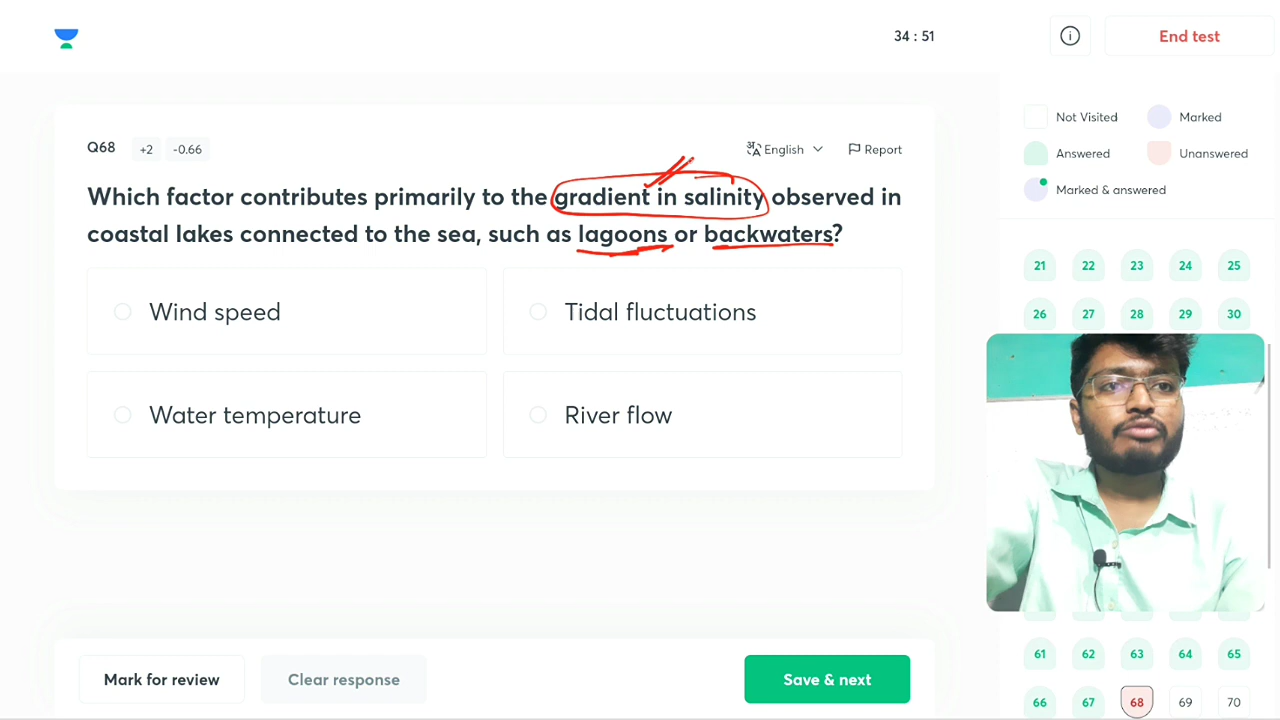 34 : 51
End test
Q68 +2 -0.66 English Report
Which factor contributes primarily to the gradient in salinity observed in
coastal lakes connected to the sea, such as lagoons or backwaters?
Wind speed
Tidal fluctuations
Water temperature
River flow
Mark for review
Clear response
Save & next
Not Visited Marked
Answered Unanswered
Marked & answered
21 22 23 24 25
26 27 28 29 30
61 62 63 64 65
66 67 68 69 70